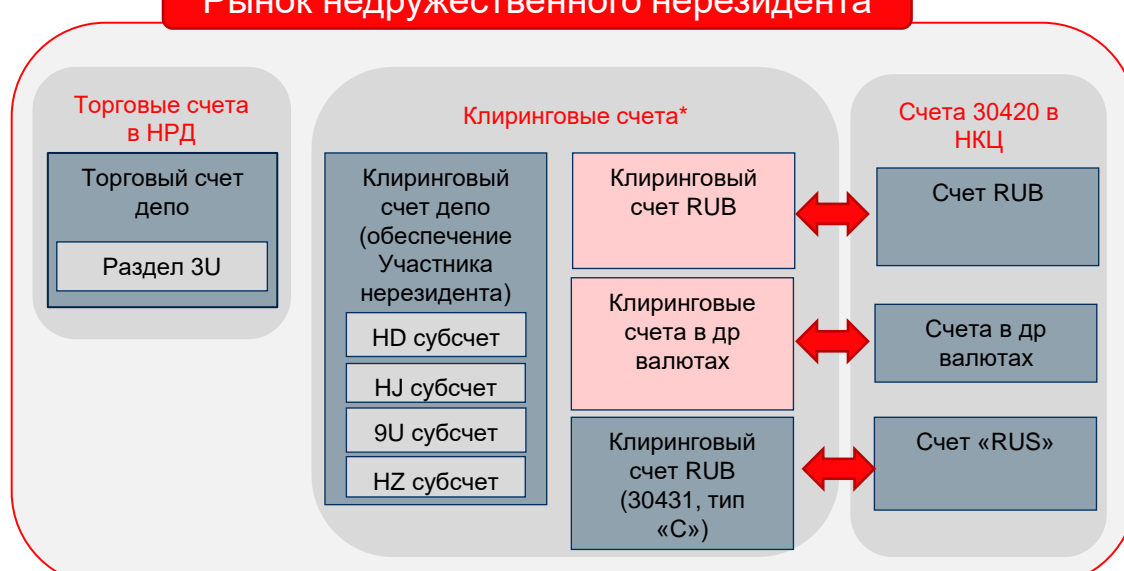 Рынок недружественного нерезидента
Торговые счета
в НРД
Торговый счет
депо
Раздел 3U
Клиринговые счета*
Клиринговый
счет депо
(обеспечение
Участника
нерезидента)
HD субсчет
HJ субсчет
9U субсчет
HZ субсчет
Клиринговый
счет RUB
Клиринговые
счета в др
валютах
Клиринговый
счет RUB
(30431, тип
«С»)
Счета 30420 в
НКЦ
Счет RUB
Счета в др
валютах
Счет «RUS»